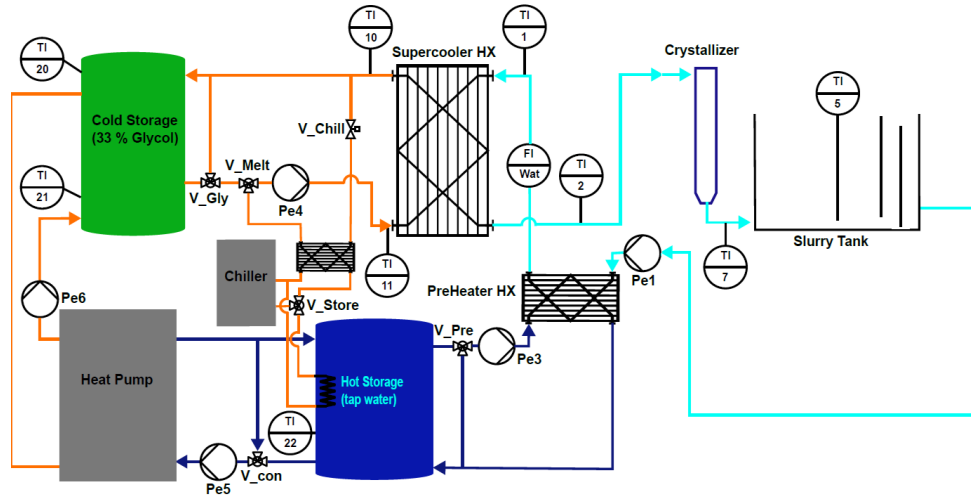 TI
10
TI
1
Supercooler HX
Crystallizer
TI
20
TI
5
Cold Storage
(33 % Glycol)
V_Chill
FI
Wat
TI
2
V_Melt
TI
21
V_Gly
Pe4
Slurry Tank
TI
11
TI
7
Chiller
Pe1
PreHeater HX
Pe6
V_Store
V_Pre
Pe3
Heat Pump
Hot Storage
(tap water)
TI
22
V_con
Pe5